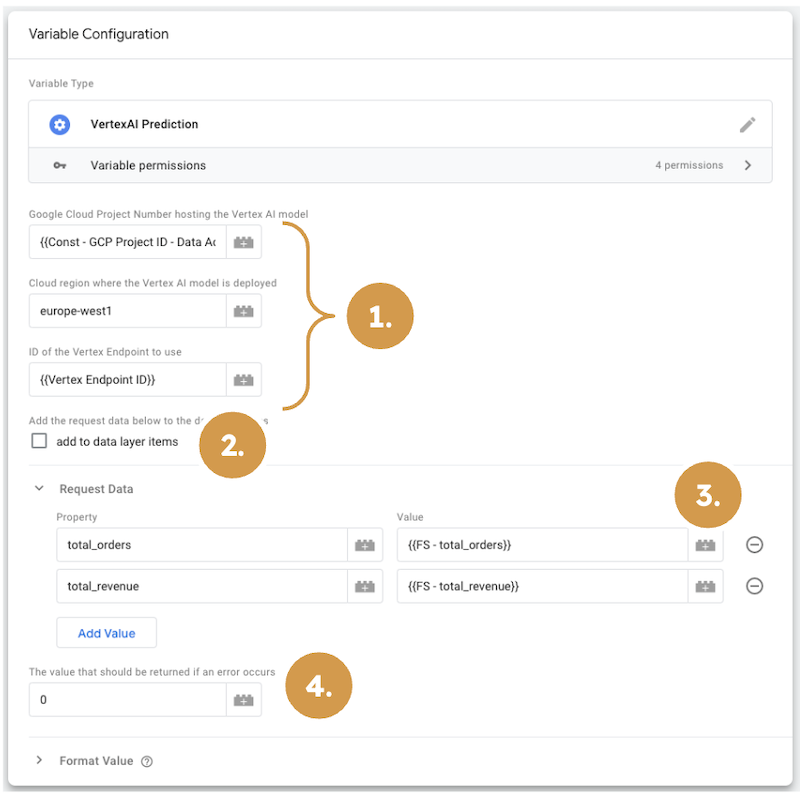 Variable Configuration
Variable Type
VertexAI Prediction
Variable permissions 4 permissions
Google Cloud Project Number hosting the Vertex AI model
{{Const - GCP Project ID - Data Ac
Cloud region where the Vertex AI model is deployed
europe-west1
1.
ID of the Vertex Endpoint to use
{{Vertex Endpoint ID}}
Add the request data below to the
add to data layer items
2.
Request Data
3.
Property Value
total_orders {{FS - total_orders}}
total_revenue {{FS - total_revenue}}
Add Value
The value that should be returned if an error occurs
0
4.
Format Value